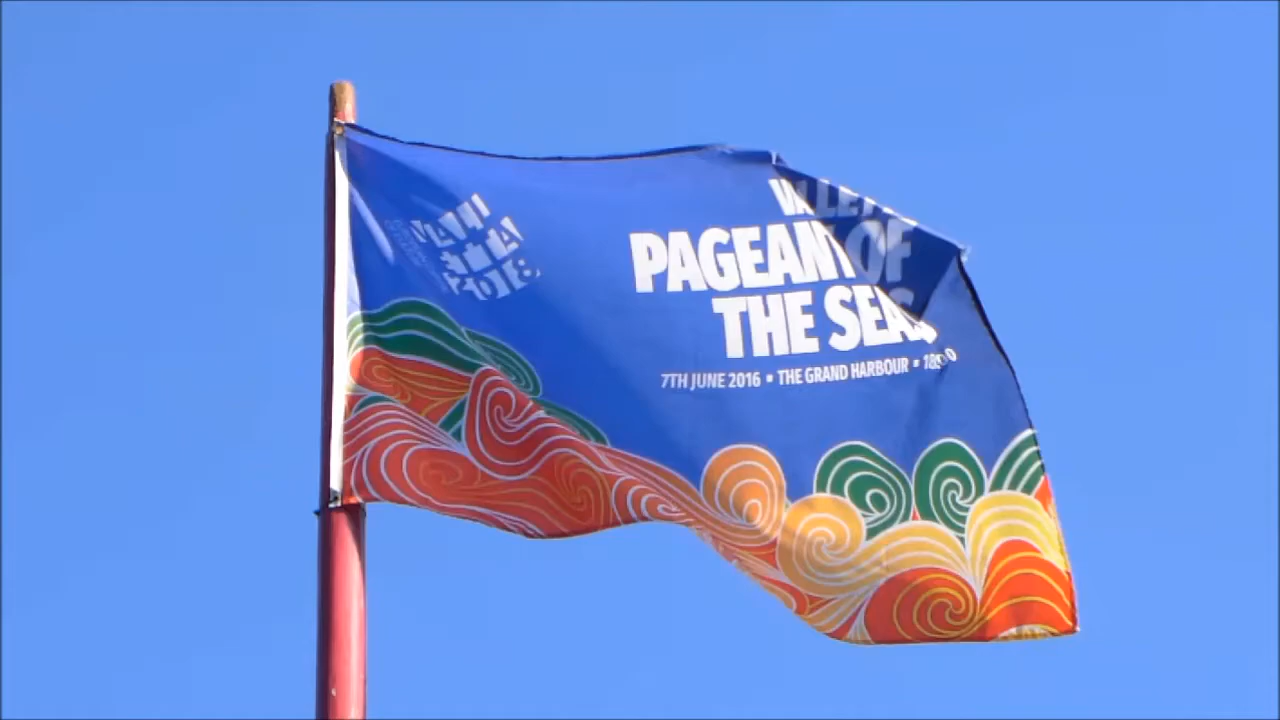 PAGEANT OF
THE SEAS
7TH JUNE 2016 • THE GRAND HARBOUR •